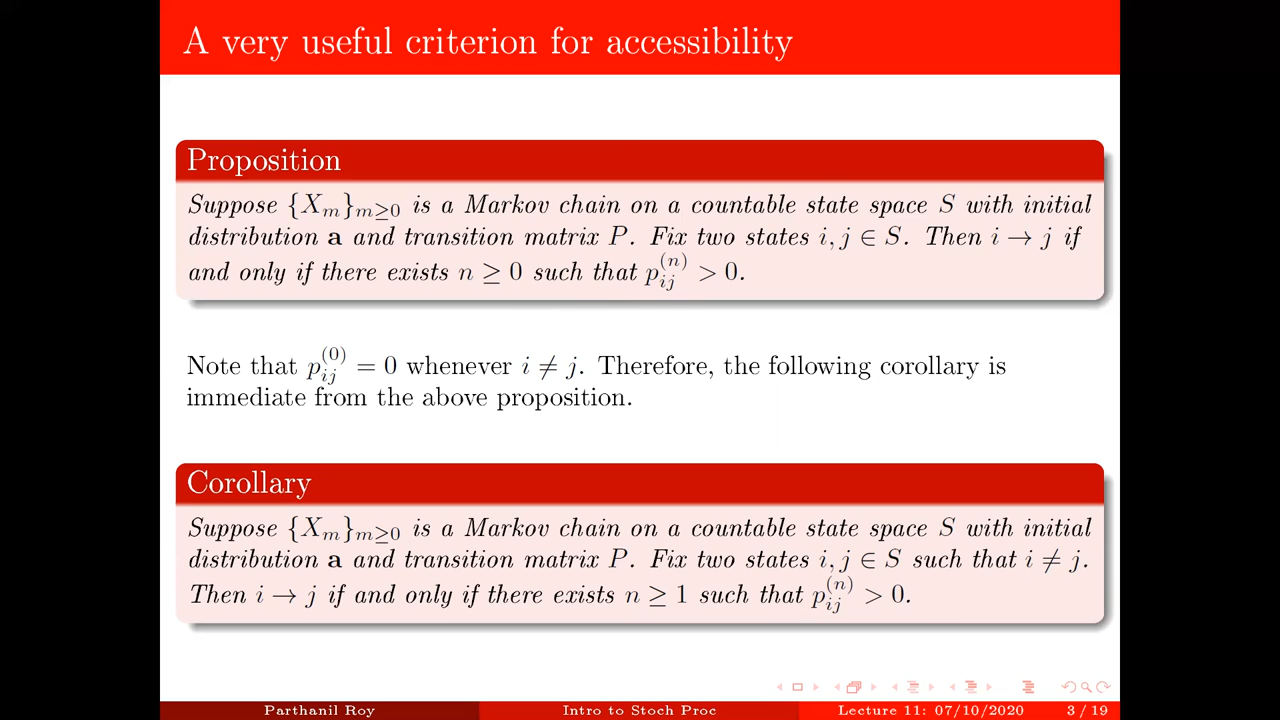 A very useful criterion for accessibility
Proposition
Suppose {X_m}_{m≥0} is a Markov chain on a countable state space S with initial
distribution a and transition matrix P. Fix two states i, j ∈ S. Then i → j if
and only if there exists n ≥ 0 such that p_{ij}^{(n)} > 0.
Note that p_{ij}^{(0)} = 0 whenever i ≠ j. Therefore, the following corollary is
immediate from the above proposition.
Corollary
Suppose {X_m}_{m≥0} is a Markov chain on a countable state space S with initial
distribution a and transition matrix P. Fix two states i, j ∈ S such that i ≠ j.
Then i → j if and only if there exists n ≥ 1 such that p_{ij}^{(n)} > 0.
Parthanil Roy Intro to Stoch Proc Lecture 11: 07/10/2020 3 / 19